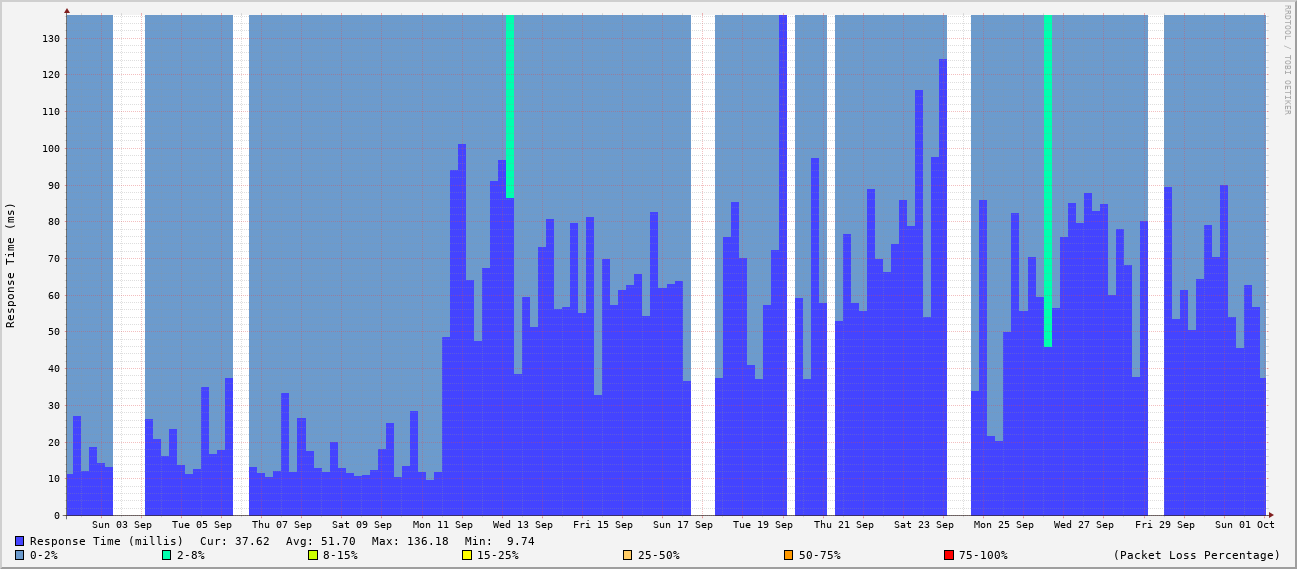 RRDTOOL / TOBI OETIKER
Response Time (ms)
130
120
110
100
90
80
70
60
50
40
30
20
10
0
Sun 03 Sep Tue 05 Sep Thu 07 Sep Sat 09 Sep Mon 11 Sep Wed 13 Sep Fri 15 Sep Sun 17 Sep Tue 19 Sep Thu 21 Sep Sat 23 Sep Mon 25 Sep Wed 27 Sep Fri 29 Sep Sun 01 Oct
Response Time (millis) Cur: 37.62 Avg: 51.70 Max: 136.18 Min: 9.74
0-2% 2-8% 8-15% 15-25% 25-50% 50-75% 75-100% (Packet Loss Percentage)